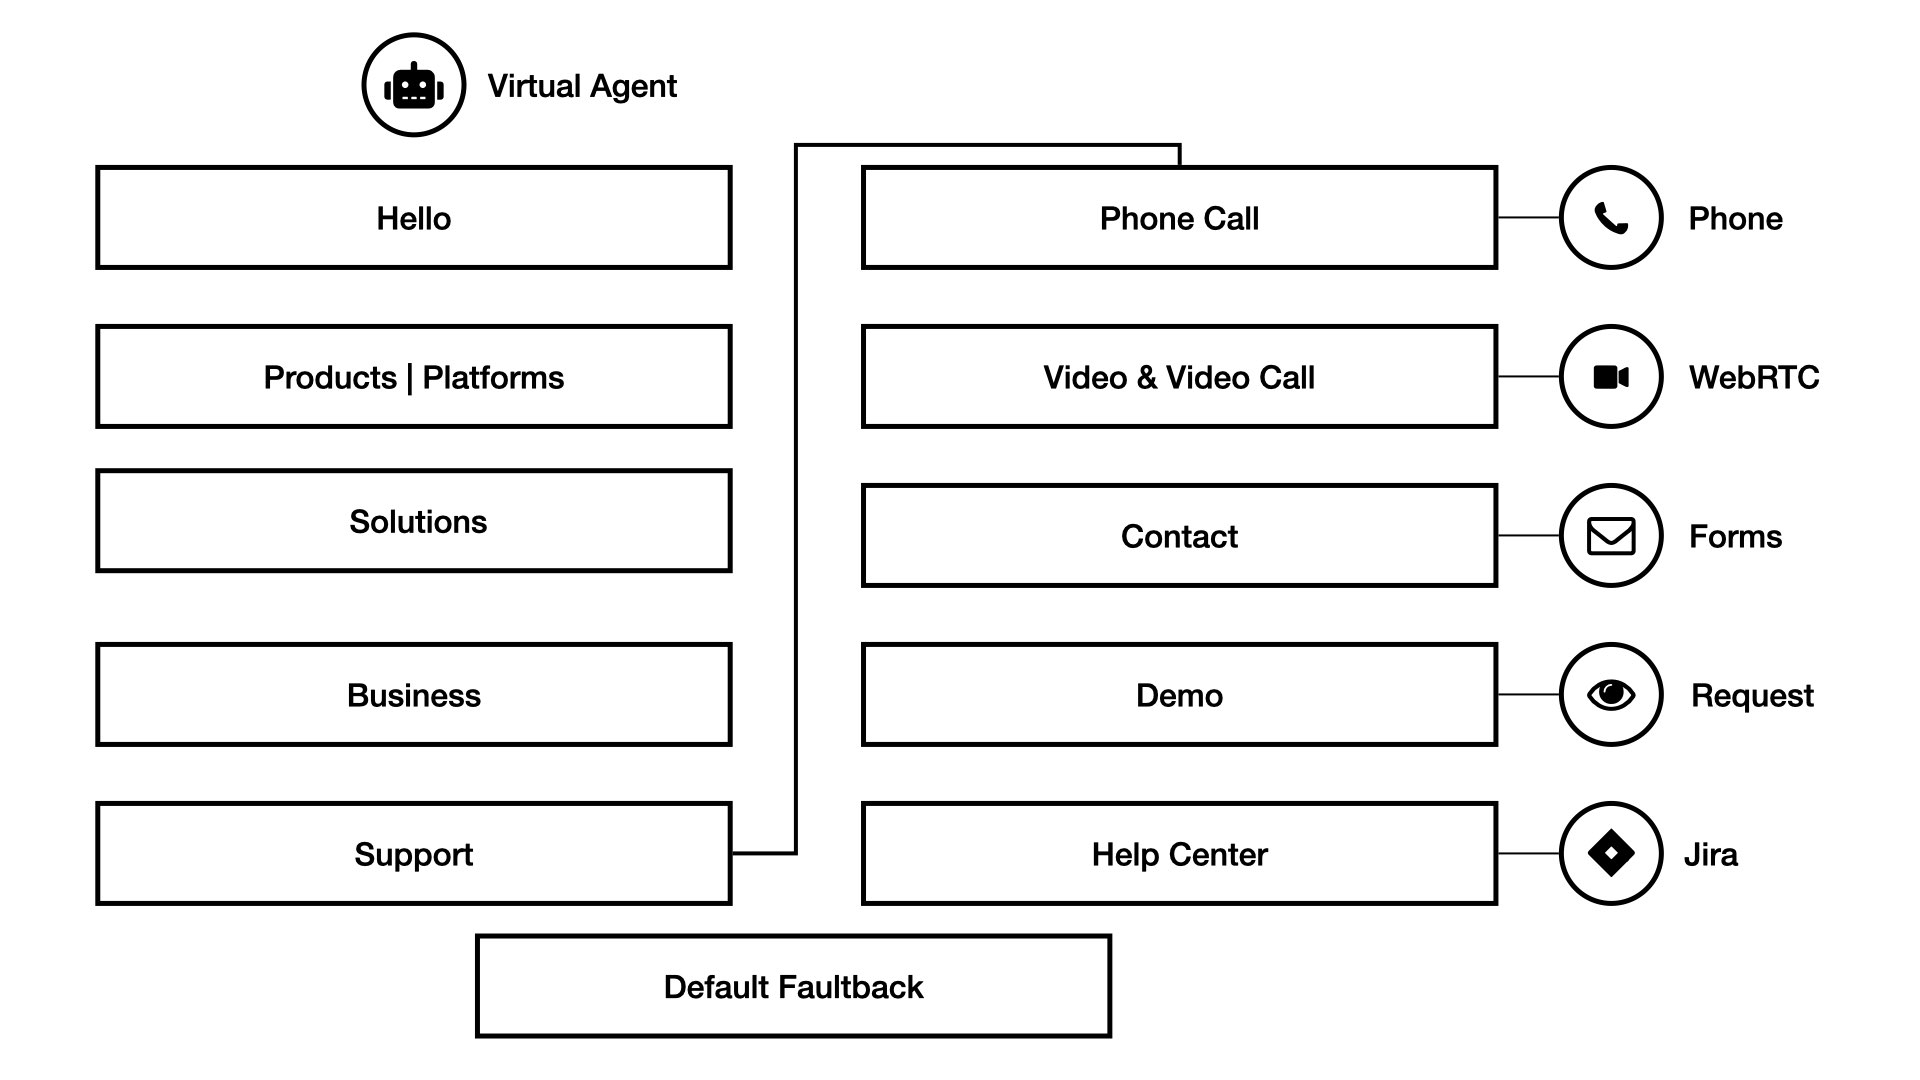 Virtual Agent
Hello
Products | Platforms
Solutions
Business
Support
Phone Call
Phone
Video & Video Call
WebRTC
Contact
Forms
Demo
Request
Help Center
Jira
Default Faultback